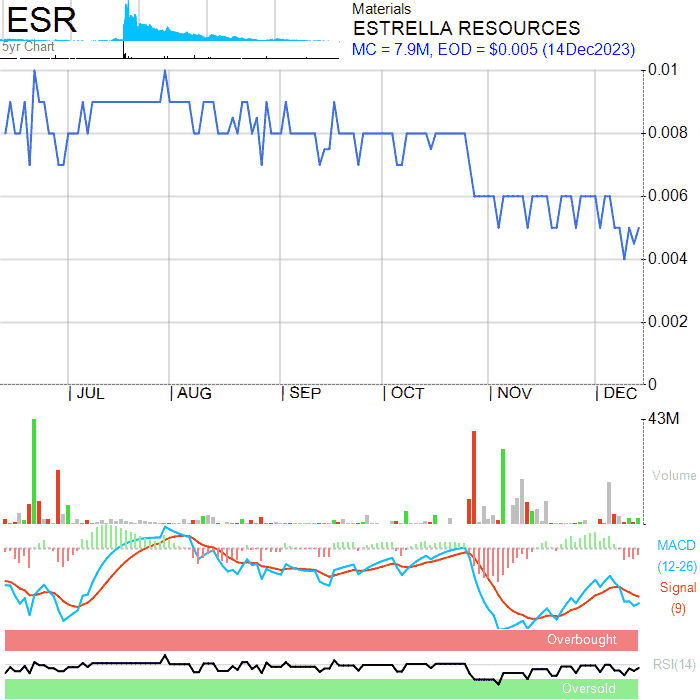 ESR
5yr Chart
Materials
ESTRELLA RESOURCES
MC = 7.9M, EOD = $0.005 (14Dec2023)
0.01
0.008
0.006
0.004
0.002
0
JUL AUG SEP OCT NOV DEC
43M
Volume
MACD
(12-26)
Signal
(9)
Overbought
RSI(14)
Oversold